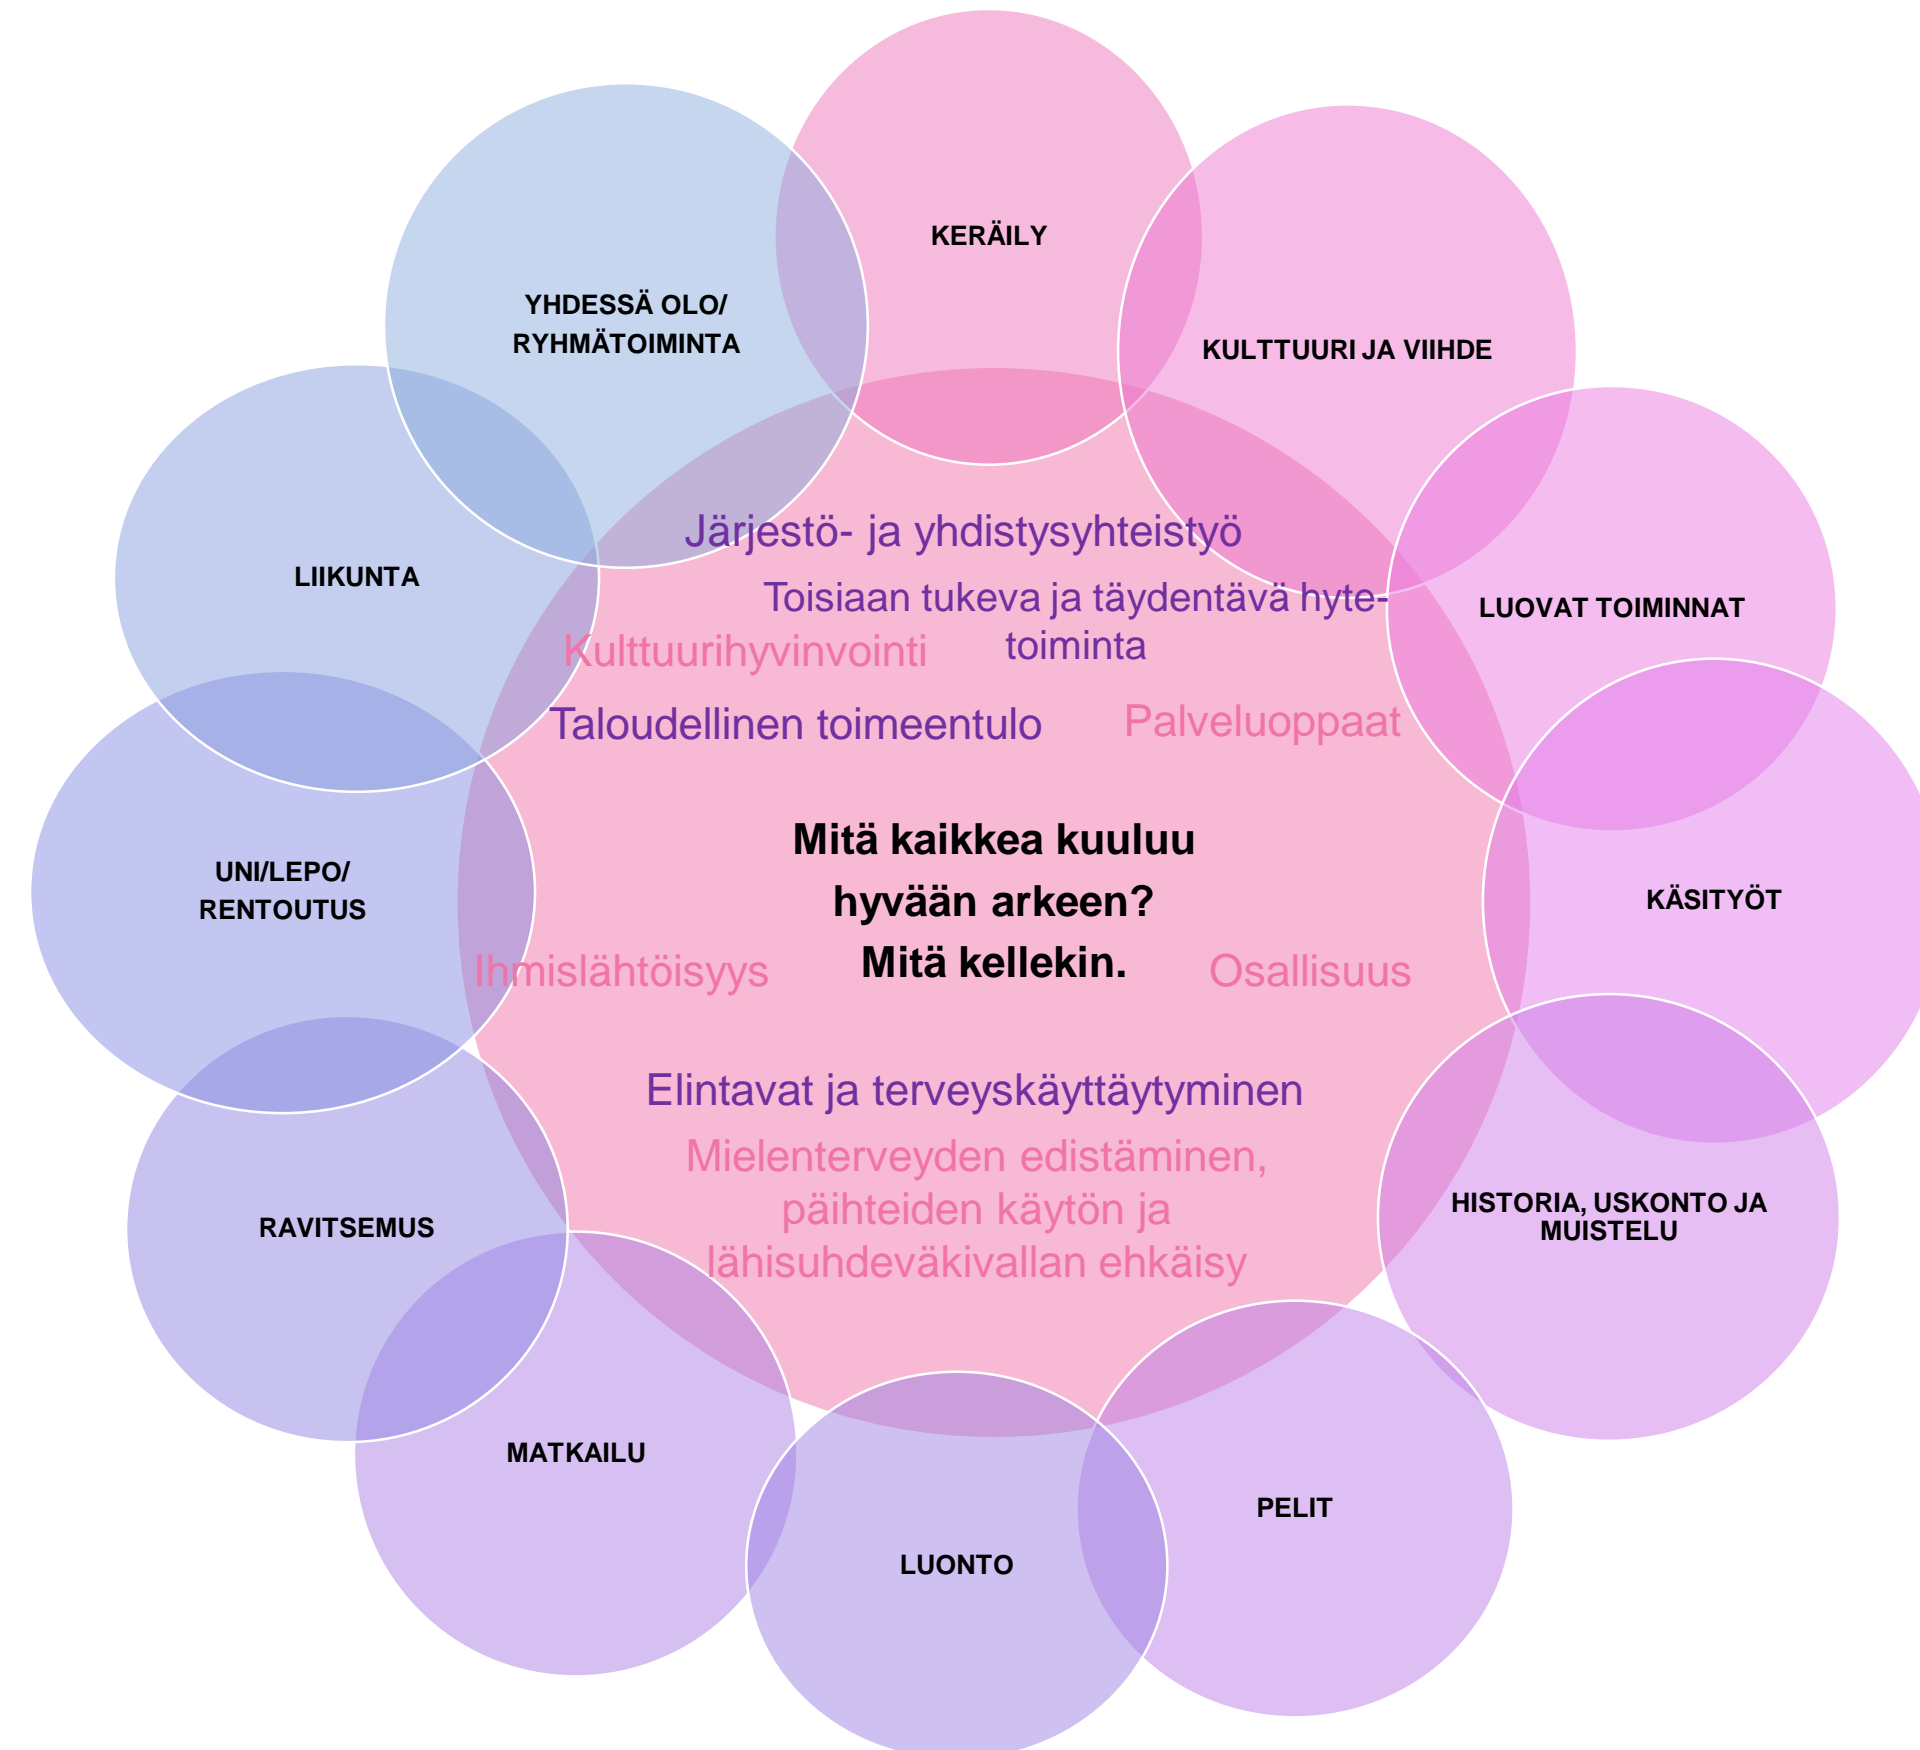 KERÄILY
YHDESSÄ OLO/
RYHMÄTOIMINTA
KULTTUURI JA VIIHDE
LIIKUNTA
LUOVAT TOIMINNAT
UNI/LEPO/
RENTOUTUS
KÄSITYÖT
RAVITSEMUS
HISTORIA, USKONTO JA
MUISTELU
MATKAILU
PELIT
LUONTO
Järjestö- ja yhdistysyhteistyö
Toisiaan tukeva ja täydentävä hyte-
toiminta
Kulttuurihyvinvointi
Taloudellinen toimeentulo
Palveluoppaat
Mitä kaikkea kuuluu
hyvään arkeen?
Mitä kellekin.
Ihmislähtöisyys
Osallisuus
Elintavat ja terveyskäyttäytyminen
Mielenterveyden edistäminen,
päihteiden käytön ja
lähisuhdeväkivallan ehkäisy